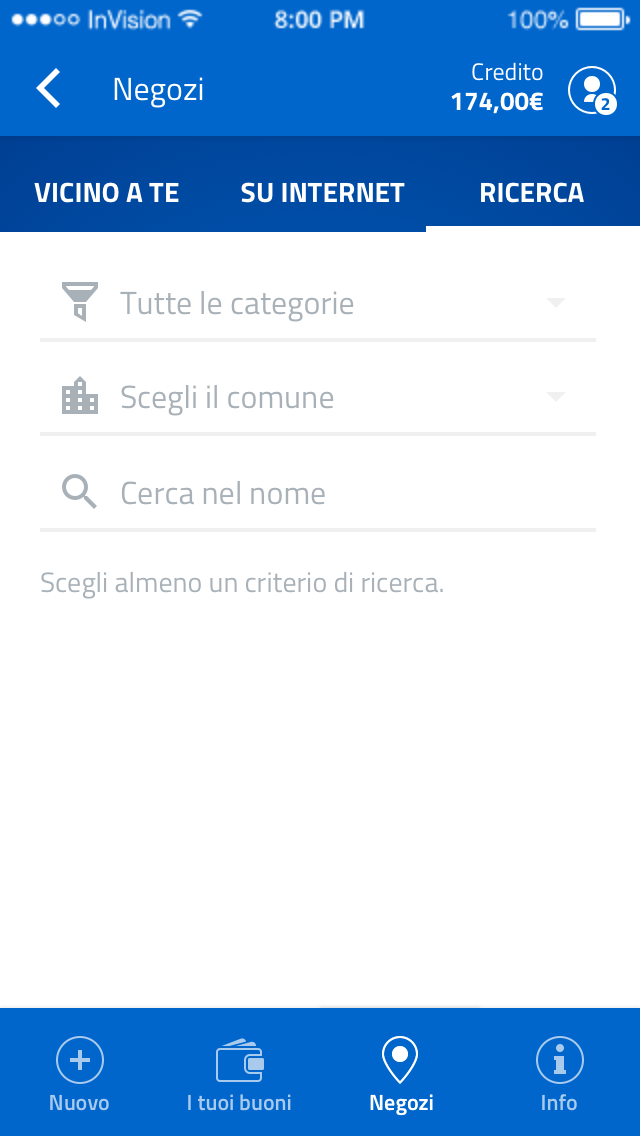 InVision 8:00 PM 100%
Negozi
Credito
174,00€
2
VICINO A TE SU INTERNET RICERCA
Tutte le categorie
Scegli il comune
Cerca nel nome
Scegli almeno un criterio di ricerca.
Nuovo I tuoi buoni Negozi Info